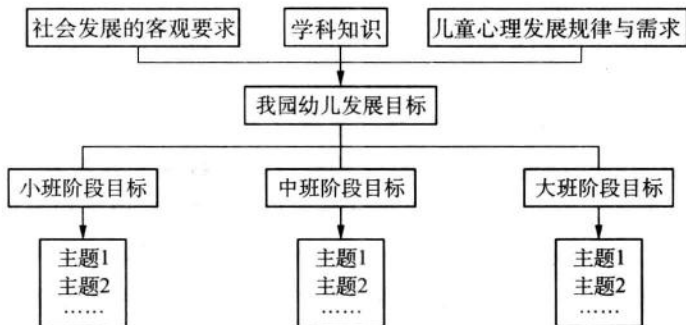 社会发展的客观要求
学科知识
儿童心理发展规律与需求
我园幼儿发展目标
小班阶段目标
中班阶段目标
大班阶段目标
主题1
主题2
……
主题1
主题2
……
主题1
主题2
……